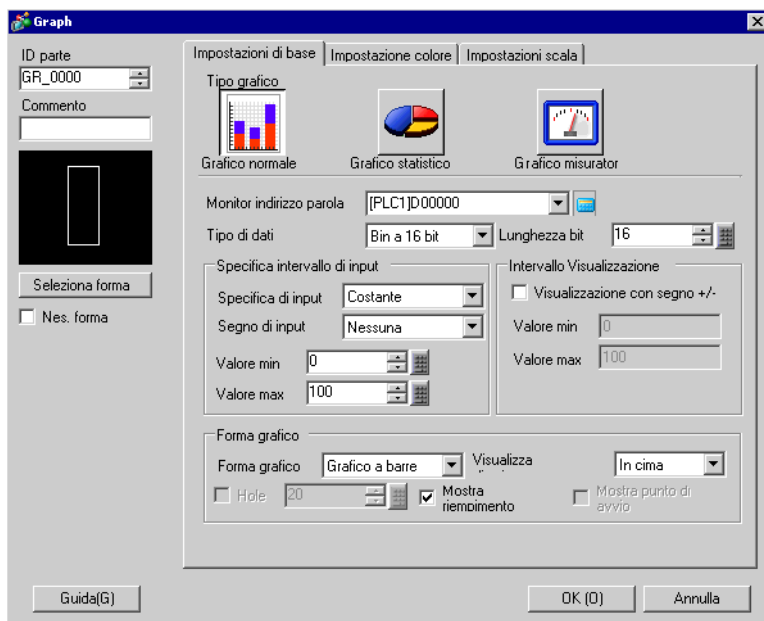 Graph
ID parte
GR_0000
Commento
Seleziona forma
Nes. forma
Impostazioni di base
Impostazione colore
Impostazioni scala
Tipo grafico
Grafico normale
Grafico statistico
Grafico misurator
Monitor indirizzo parola
[PLC1]D00000
Tipo di dati
Bin a 16 bit
Lunghezza bit
16
Specifica intervallo di input
Specifica di input
Costante
Segno di input
Nessuna
Valore min
0
Valore max
100
Intervallo Visualizzazione
Visualizzazione con segno +/-
Valore min
0
Valore max
100
Forma grafico
Forma grafico
Grafico a barre
Visualizza
In cima
Hole
20
Mostra
riempimento
Mostra punto di
avvio
Guida(G)
OK (O)
Annulla